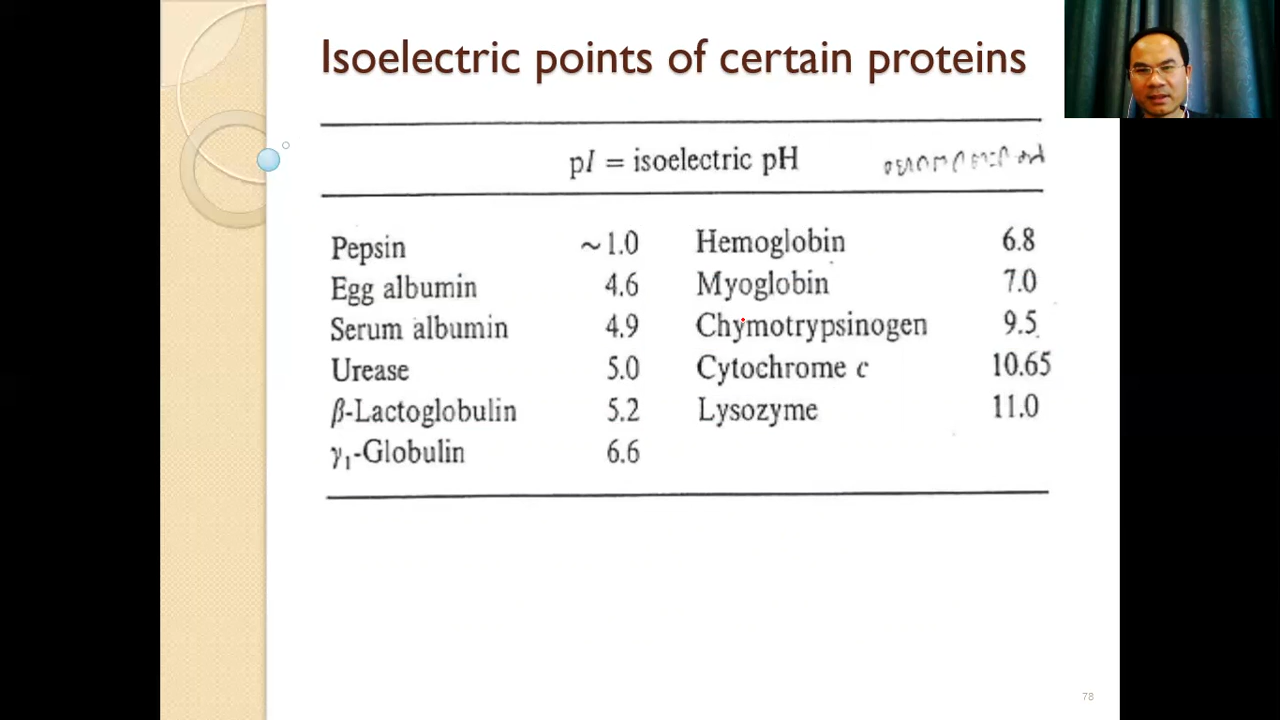 Isoelectric points of certain proteins
pI = isoelectric pH
Pepsin ~1.0 Hemoglobin 6.8
Egg albumin 4.6 Myoglobin 7.0
Serum albumin 4.9 Chymotrypsinogen 9.5
Urease 5.0 Cytochrome c 10.65
β-Lactoglobulin 5.2 Lysozyme 11.0
γ₁-Globulin 6.6
78